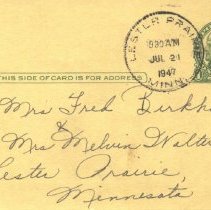 LESTER PRAIRIE
930 AM
JUL 21
1947
MINN.
THIS SIDE OF CARD IS FOR ADDRESS
Mrs Fred Birkh
&
Mrs Melvin Walter
Lester Prairie,
Minnesota